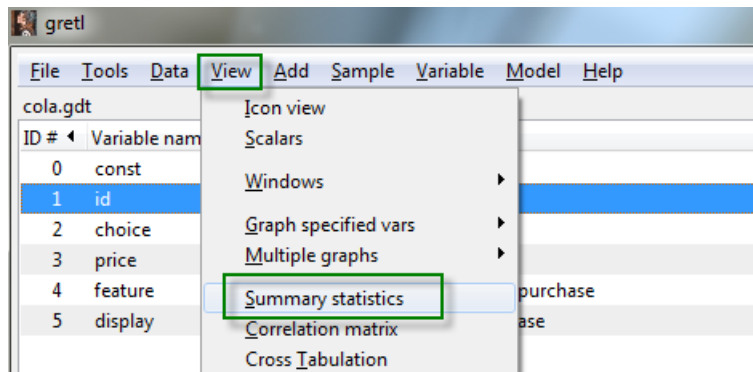 gretl
File Tools Data View Add Sample Variable Model Help
cola.gdt
ID # Variable nam
0 const
1 id
2 choice
3 price
4 feature
5 display
Icon view
Scalars
Windows
Graph specified vars
Multiple graphs
Summary statistics
Correlation matrix
Cross Tabulation
purchase
ase